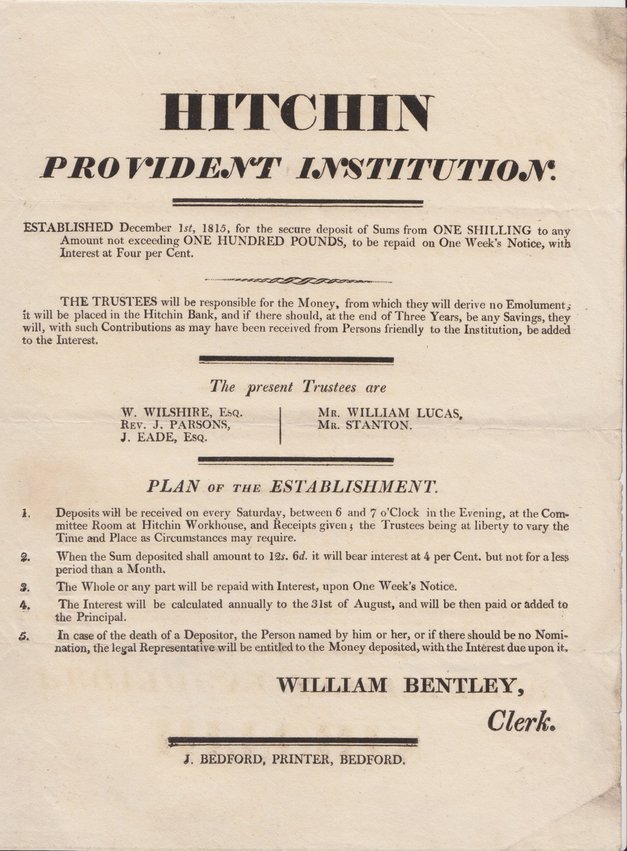 HITCHIN
PROVIDENT INSTITUTION.
ESTABLISHED December 1st, 1815, for the secure deposit of Sums from ONE SHILLING to any
Amount not exceeding ONE HUNDRED POUNDS, to be repaid on One Week's Notice, with
Interest at Four per Cent.
THE TRUSTEES will be responsible for the Money, from which they will derive no Emolument;
it will be placed in the Hitchin Bank, and if there should, at the end of Three Years, be any Savings, they
will, with such Contributions as may have been received from Persons friendly to the Institution, be added
to the Interest.
The present Trustees are
W. WILSHIRE, Esq.
Rev. J. PARSONS,
J. EADE, Esq.
Mr. WILLIAM LUCAS,
Mr. STANTON.
PLAN OF THE ESTABLISHMENT.
1. Deposits will be received on every Saturday, between 6 and 7 o'Clock in the Evening, at the Com-
mittee Room at Hitchin Workhouse, and Receipts given; the Trustees being at liberty to vary the
Time and Place as Circumstances may require.
2. When the Sum deposited shall amount to 12s. 6d. it will bear interest at 4 per Cent. but not for a less
period than a Month.
3. The Whole or any part will be repaid with Interest, upon One Week's Notice.
4. The Interest will be calculated annually to the 31st of August, and will be then paid or added to
the Principal.
5. In case of the death of a Depositor, the Person named by him or her, or if there should be no Nomi-
nation, the legal Representative will be entitled to the Money deposited, with the Interest due upon it.
WILLIAM BENTLEY,
Clerk.
J. BEDFORD, PRINTER, BEDFORD.